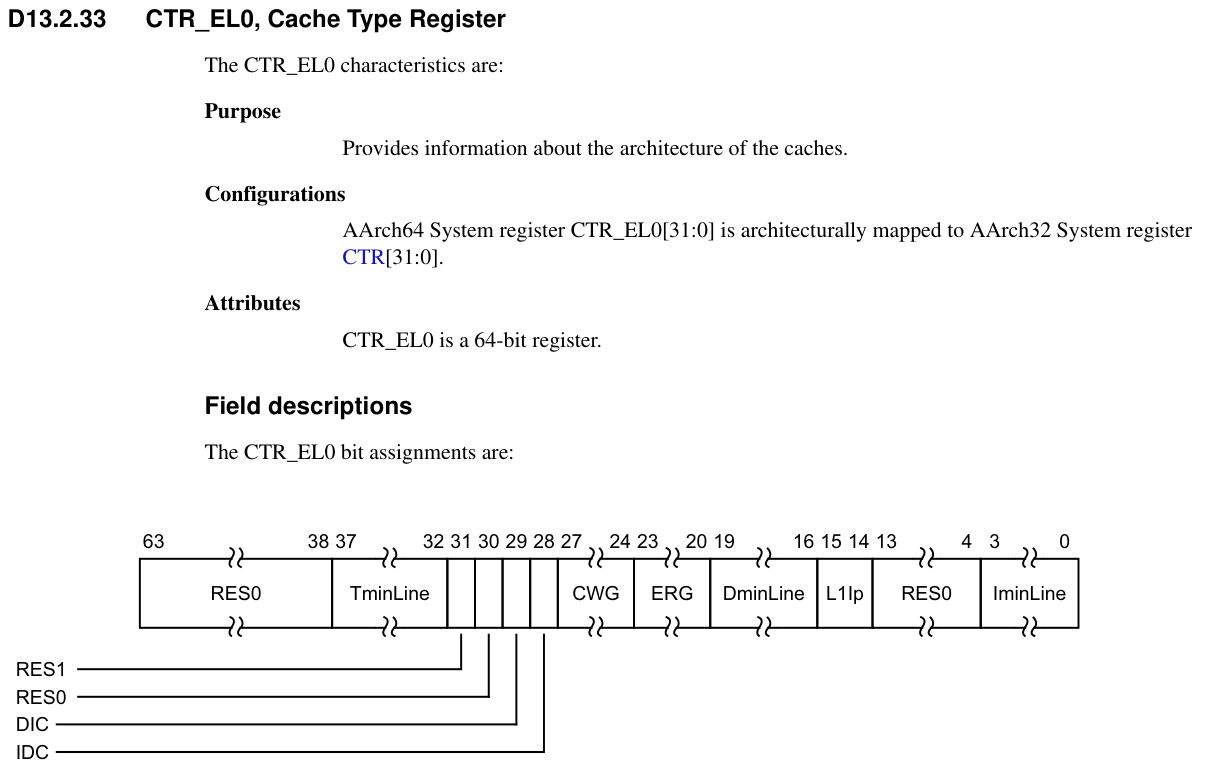 D13.2.33 CTR_EL0, Cache Type Register
The CTR_EL0 characteristics are:
Purpose
Provides information about the architecture of the caches.
Configurations
AArch64 System register CTR_EL0[31:0] is architecturally mapped to AArch32 System register
CTR[31:0].
Attributes
CTR_EL0 is a 64-bit register.
Field descriptions
The CTR_EL0 bit assignments are:
63 38 37 32 31 30 29 28 27 24 23 20 19 16 15 14 13 4 3 0
RES0 TminLine CWG ERG DminLine L1Ip RES0 IminLine
RES1
RES0
DIC
IDC